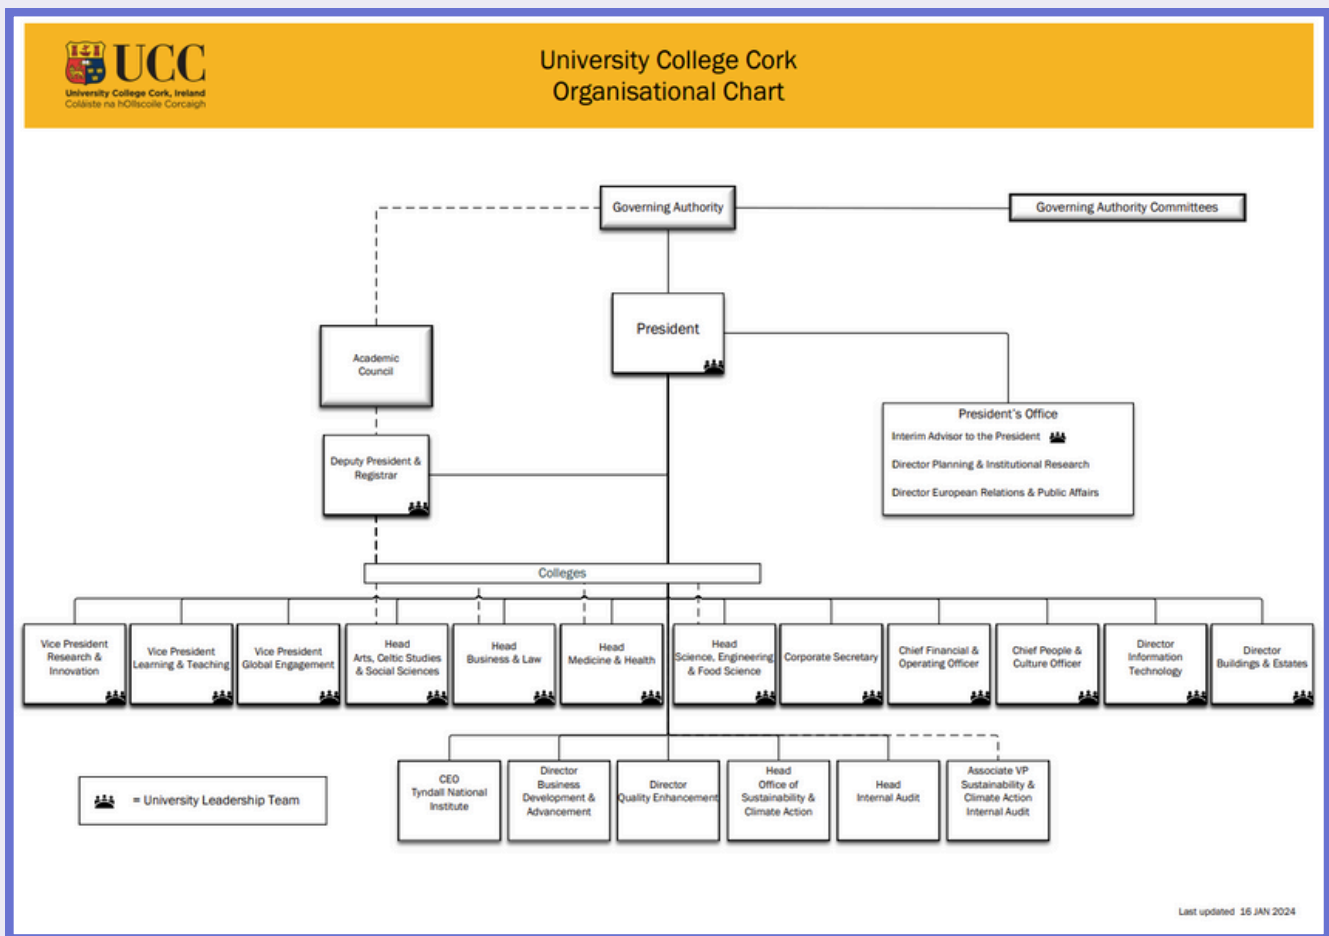 UCC
University College Cork, Ireland
Coláiste na hOllscoile Corcaigh
University College Cork
Organisational Chart
Governing Authority
Governing Authority Committees
President
Academic
Council
President's Office
Interim Advisor to the President
Director Planning & Institutional Research
Director European Relations & Public Affairs
Deputy President &
Registrar
Colleges
Vice President
Research &
Innovation
Vice President
Learning & Teaching
Vice President
Global Engagement
Head
Arts, Celtic Studies
& Social Sciences
Head
Business & Law
Head
Medicine & Health
Head
Science, Engineering
& Food Science
Corporate Secretary
Chief Financial &
Operating Officer
Chief People &
Culture Officer
Director
Information
Technology
Director
Buildings & Estates
CEO
Tyndall National
Institute
Director
Business
Development &
Advancement
Director
Quality Enhancement
Head
Office of
Sustainability &
Climate Action
Head
Internal Audit
Associate VP
Sustainability &
Climate Action
Internal Audit
= University Leadership Team
Last updated 16 JAN 2024